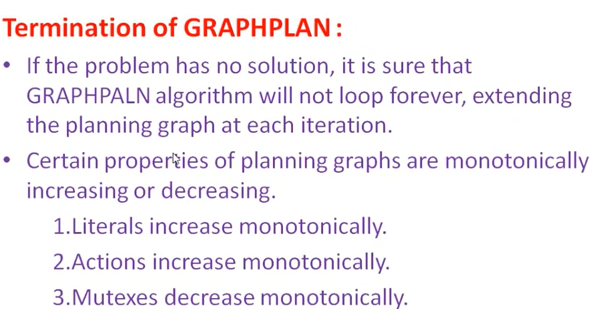 Termination of GRAPHPLAN :
• If the problem has no solution, it is sure that
GRAPHPALN algorithm will not loop forever, extending
the planning graph at each iteration.
• Certain properties of planning graphs are monotonically
increasing or decreasing.
1.Literals increase monotonically.
2.Actions increase monotonically.
3.Mutexes decrease monotonically.